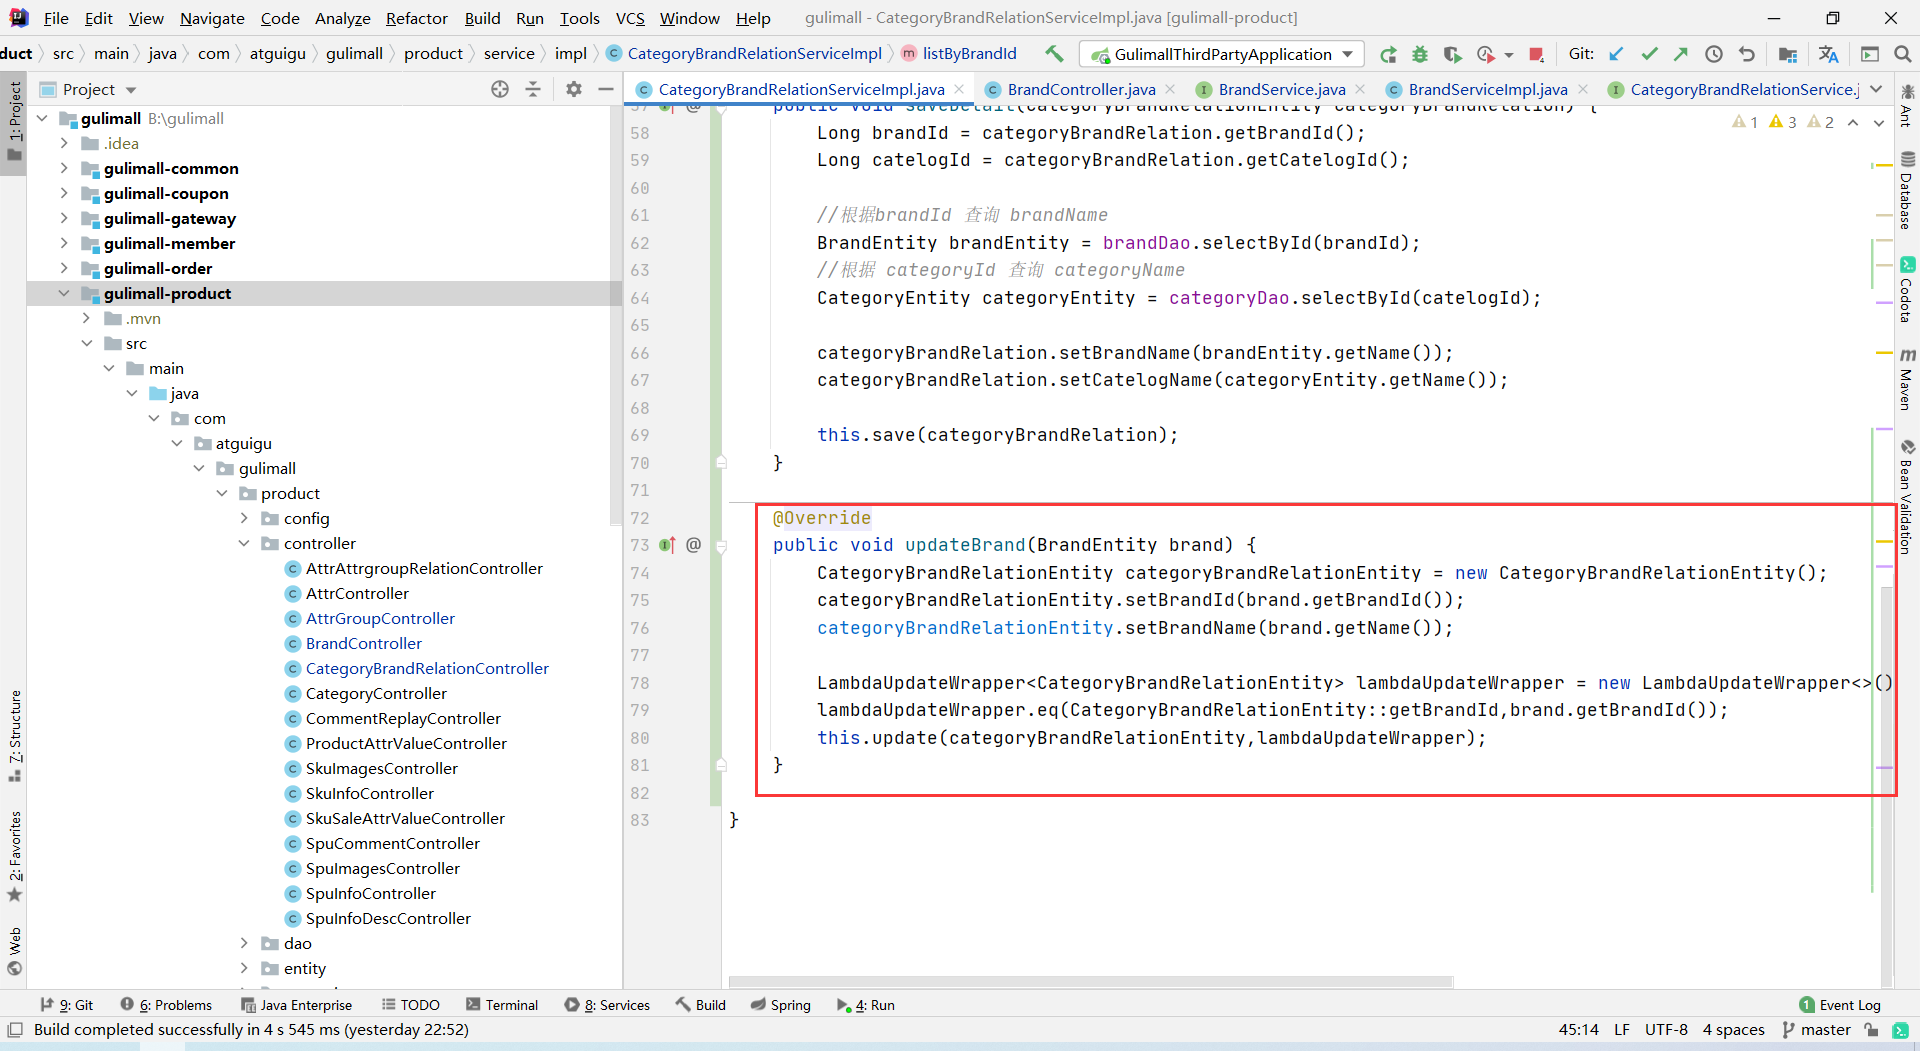 File Edit View Navigate Code Analyze Refactor Build Run Tools VCS Window Help gulimall - CategoryBrandRelationServiceImpl.java [gulimall-product]
duct src main java com atguigu gulimall product service impl CategoryBrandRelationServiceImpl listByBrandId GulimallThirdPartyApplication Git:
Project
CategoryBrandRelationServiceImpl.java BrandController.java BrandService.java BrandServiceImpl.java CategoryBrandRelationService.j
1: Project
7: Structure
2: Favorites
Web
gulimall B:\gulimall
.idea
gulimall-common
gulimall-coupon
gulimall-gateway
gulimall-member
gulimall-order
gulimall-product
.mvn
src
main
java
com
atguigu
gulimall
product
config
controller
AttrAttrgroupRelationController
AttrController
AttrGroupController
BrandController
CategoryBrandRelationController
CategoryController
CommentReplayController
ProductAttrValueController
SkuImagesController
SkuInfoController
SkuSaleAttrValueController
SpuCommentController
SpuImagesController
SpuInfoController
SpuInfoDescController
dao
entity
1 3 2
57 public void saveDetail(CategoryBrandRelationEntity categoryBrandRelation) {
58 Long brandId = categoryBrandRelation.getBrandId();
59 Long catelogId = categoryBrandRelation.getCatelogId();
60
61 //根据brandId 查询 brandName
62 BrandEntity brandEntity = brandDao.selectById(brandId);
63 //根据 categoryId 查询 categoryName
64 CategoryEntity categoryEntity = categoryDao.selectById(catelogId);
65
66 categoryBrandRelation.setBrandName(brandEntity.getName());
67 categoryBrandRelation.setCatelogName(categoryEntity.getName());
68
69 this.save(categoryBrandRelation);
70 }
71
72 @Override
73 @ public void updateBrand(BrandEntity brand) {
74 CategoryBrandRelationEntity categoryBrandRelationEntity = new CategoryBrandRelationEntity();
75 categoryBrandRelationEntity.setBrandId(brand.getBrandId());
76 categoryBrandRelationEntity.setBrandName(brand.getName());
77
78 LambdaUpdateWrapper<CategoryBrandRelationEntity> lambdaUpdateWrapper = new LambdaUpdateWrapper<>()
79 lambdaUpdateWrapper.eq(CategoryBrandRelationEntity::getBrandId,brand.getBrandId());
80 this.update(categoryBrandRelationEntity,lambdaUpdateWrapper);
81 }
82
83 }
Ant
Database
Codota
Maven
Bean Validation
9: Git 6: Problems Java Enterprise TODO Terminal 8: Services Build Spring 4: Run 1 Event Log
Build completed successfully in 4 s 545 ms (yesterday 22:52) 45:14 LF UTF-8 4 spaces master